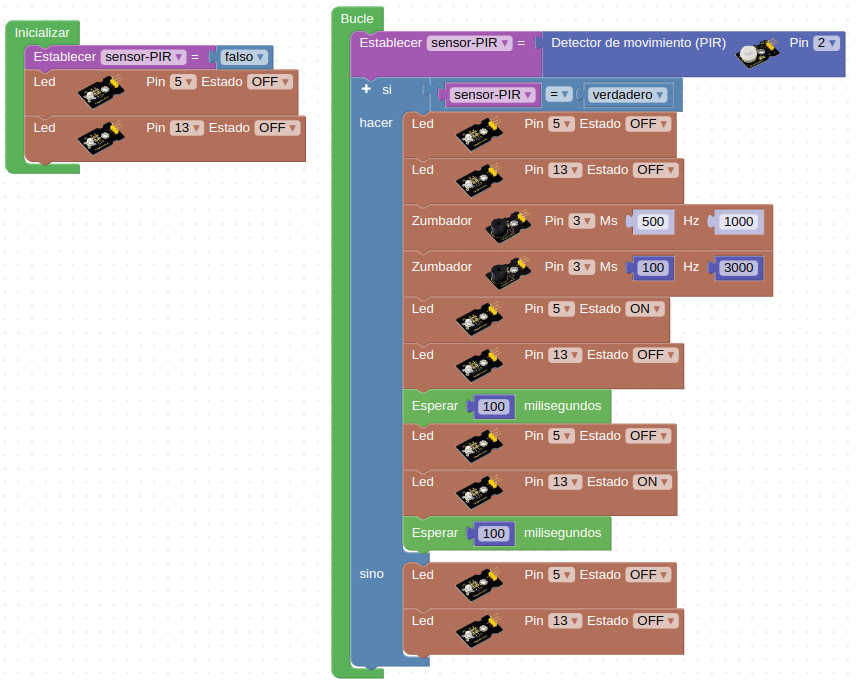 Inicializar
Establecer sensor-PIR = falso
Led Pin 5 Estado OFF
Led Pin 13 Estado OFF
Bucle
Establecer sensor-PIR = Detector de movimiento (PIR) Pin 2
+ si sensor-PIR = verdadero
hacer Led Pin 5 Estado OFF
Led Pin 13 Estado OFF
Zumbador Pin 3 Ms 500 Hz 1000
Zumbador Pin 3 Ms 100 Hz 3000
Led Pin 5 Estado ON
Led Pin 13 Estado OFF
Esperar 100 milisegundos
Led Pin 5 Estado OFF
Led Pin 13 Estado ON
Esperar 100 milisegundos
sino Led Pin 5 Estado OFF
Led Pin 13 Estado OFF